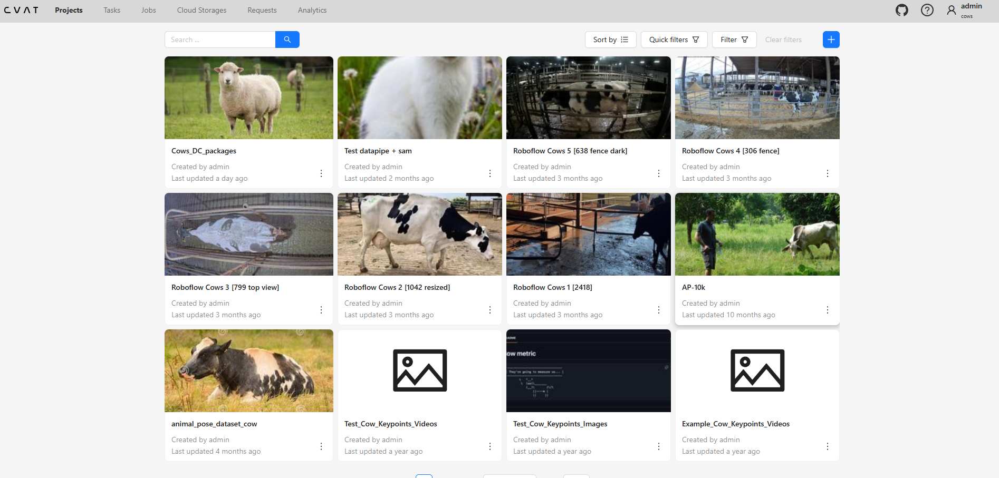 CVAT Projects Tasks Jobs Cloud Storages Requests Analytics admin
cows
Search ... Sort by Quick filters Filter Clear filters
Cows_DC_packages
Created by admin
Last updated a day ago
Test datapipe + sam
Created by admin
Last updated 2 months ago
Roboflow Cows 5 [638 fence dark]
Created by admin
Last updated 3 months ago
Roboflow Cows 4 [306 fence]
Created by admin
Last updated 3 months ago
Roboflow Cows 3 [799 top view]
Created by admin
Last updated 3 months ago
Roboflow Cows 2 [1042 resized]
Created by admin
Last updated 3 months ago
Roboflow Cows 1 [2418]
Created by admin
Last updated 3 months ago
AP-10k
Created by admin
Last updated 10 months ago
animal_pose_dataset_cow
Created by admin
Last updated 4 months ago
Test_Cow_Keypoints_Videos
Created by admin
Last updated a year ago
ow metric
They're going to measure us...
Test_Cow_Keypoints_Images
Created by admin
Last updated a year ago
Example_Cow_Keypoints_Videos
Created by admin
Last updated a year ago